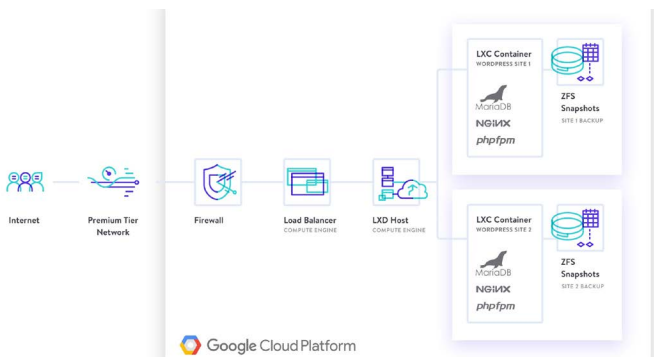 Internet
Premium Tier
Network
Firewall
Load Balancer
COMPUTE ENGINE
LXD Host
COMPUTE ENGINE
LXC Container
WORDPRESS SITE 1
MariaDB
NGINX
phpfpm
ZFS
Snapshots
SITE 1 BACKUP
LXC Container
WORDPRESS SITE 2
MariaDB
NGINX
phpfpm
ZFS
Snapshots
SITE 2 BACKUP
Google Cloud Platform